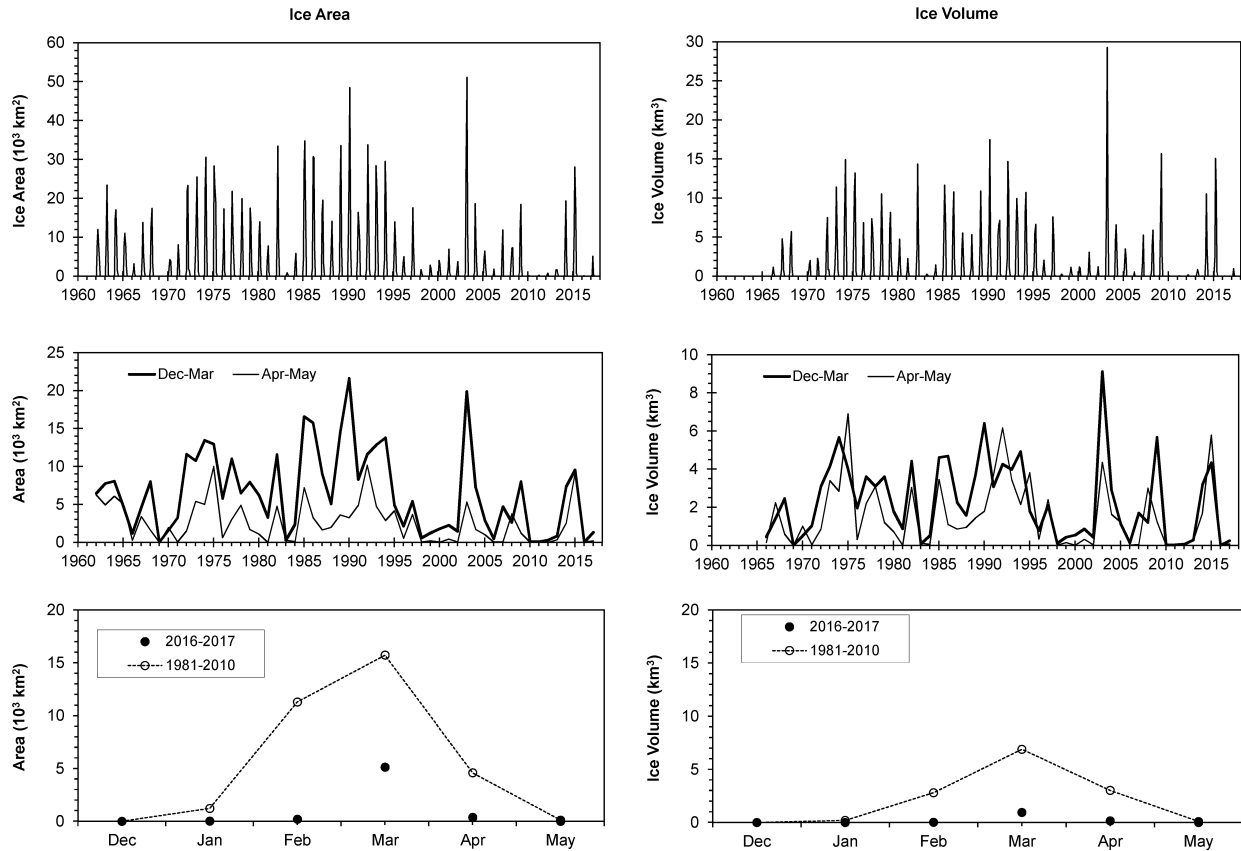 Ice Area
Ice Area (10³ km²)
60
50
40
30
20
10
0
1960 1965 1970 1975 1980 1985 1990 1995 2000 2005 2010 2015
Ice Volume
Ice Volume (km³)
30
25
20
15
10
5
0
1960 1965 1970 1975 1980 1985 1990 1995 2000 2005 2010 2015
Area (10³ km²)
25
20
15
10
5
0
Dec-Mar Apr-May
1960 1965 1970 1975 1980 1985 1990 1995 2000 2005 2010 2015
Ice Volume (km³)
10
8
6
4
2
0
Dec-Mar Apr-May
1960 1965 1970 1975 1980 1985 1990 1995 2000 2005 2010 2015
Area (10³ km²)
20
15
10
5
0
2016-2017
1981-2010
Dec Jan Feb Mar Apr May
Ice Volume (km³)
20
15
10
5
0
2016-2017
1981-2010
Dec Jan Feb Mar Apr May